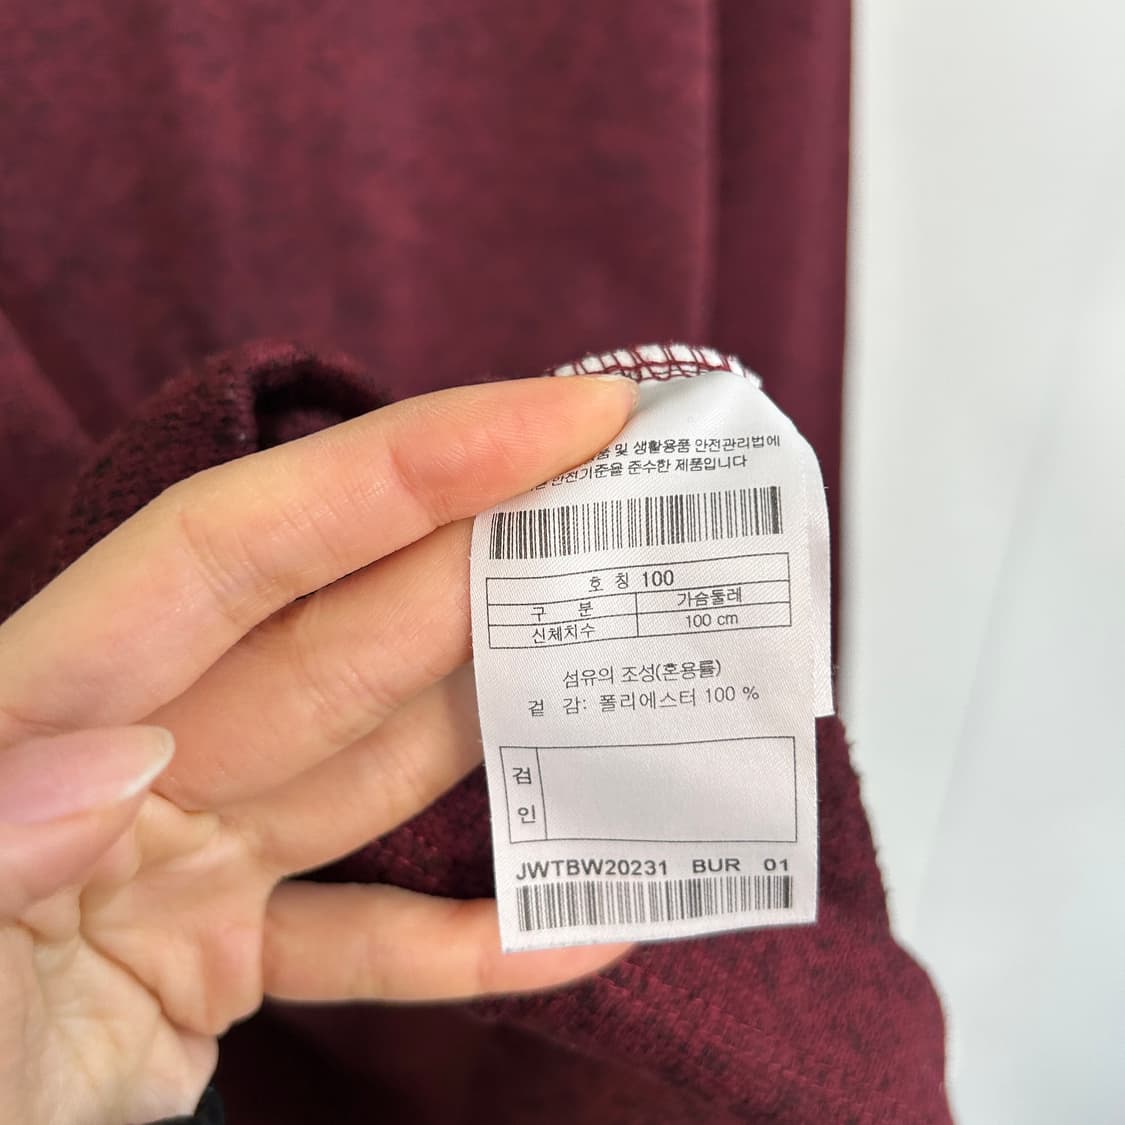 및 생활용품 안전관리법에
안전기준을 준수한 제품입니다
호 칭 100
구 분 가슴둘레
신체치수 100 cm
섬유의 조성(혼용률)
겉 감: 폴리에스터 100 %
검
인
JWTBW20231 BUR 01